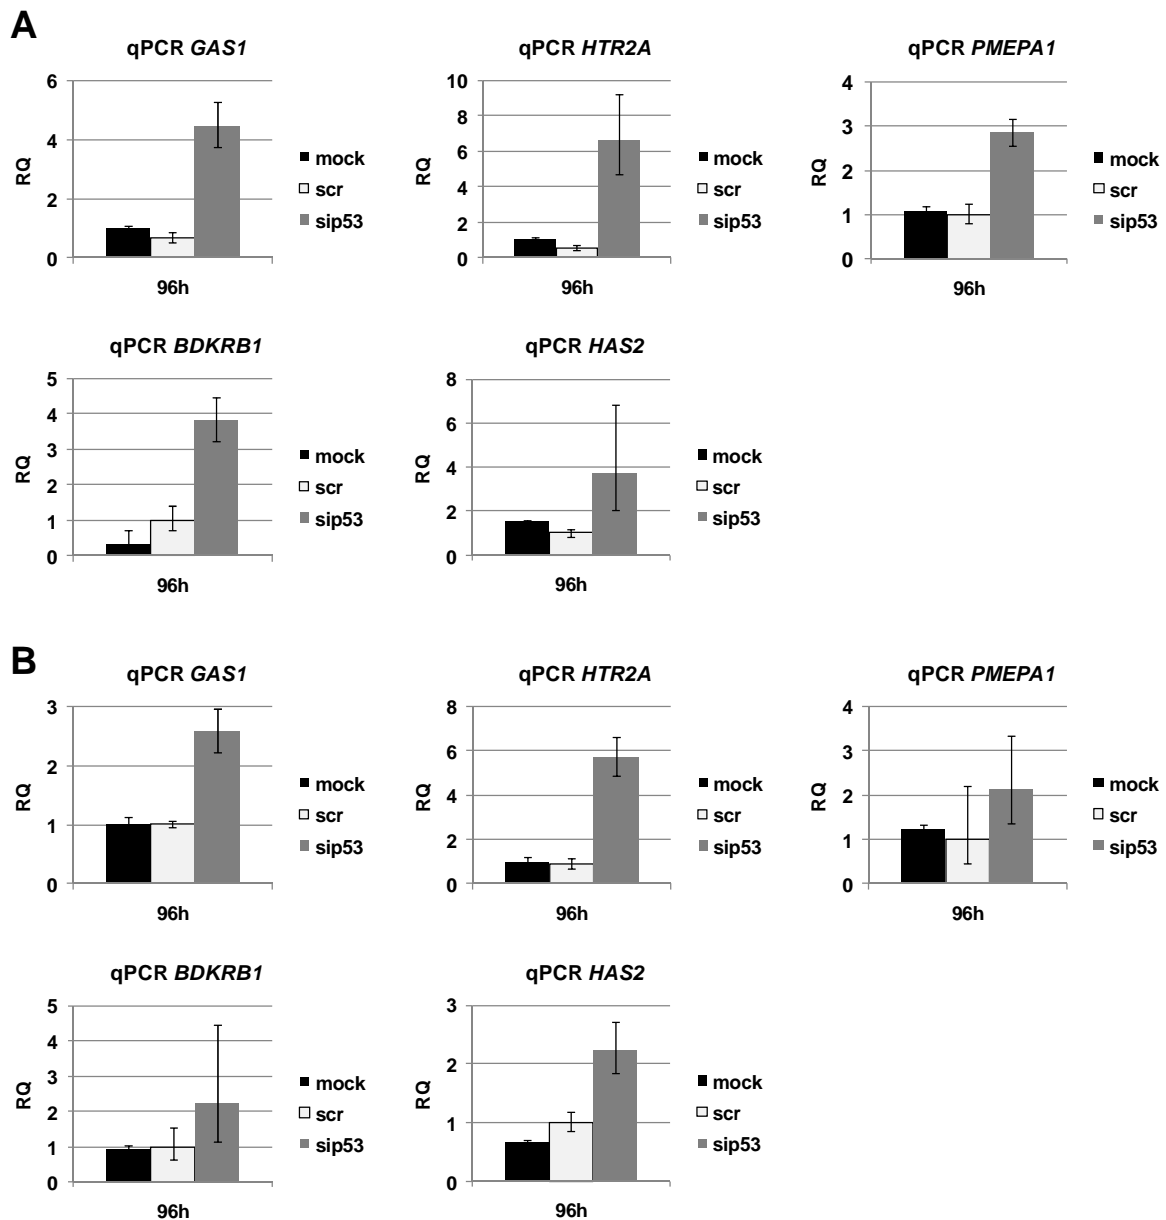 A
qPCR GAS1
6
4
2
0
RQ
96h
mock
scr
sip53
qPCR HTR2A
10
8
6
4
2
0
RQ
96h
mock
scr
sip53
qPCR PMEPA1
4
3
2
1
0
RQ
96h
mock
scr
sip53
qPCR BDKRB1
5
4
3
2
1
0
RQ
96h
mock
scr
sip53
qPCR HAS2
8
6
4
2
0
RQ
96h
mock
scr
sip53
B
qPCR GAS1
3
2
1
0
RQ
96h
mock
scr
sip53
qPCR HTR2A
8
6
4
2
0
RQ
96h
mock
scr
sip53
qPCR PMEPA1
4
3
2
1
0
RQ
96h
mock
scr
sip53
qPCR BDKRB1
5
4
3
2
1
0
RQ
96h
mock
scr
sip53
qPCR HAS2
3
2
1
0
RQ
96h
mock
scr
sip53